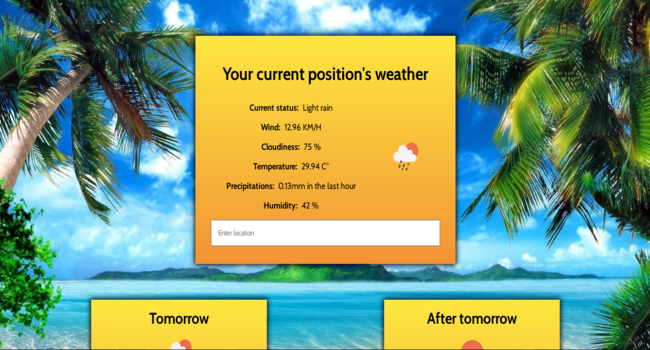 Your current position's weather
Current status: Light rain
Wind: 12.96 KM/H
Cloudiness: 75 %
Temperature: 29.94 C°
Precipitations: 0.13mm in the last hour
Humidity: 42 %
Enter location
Tomorrow
After tomorrow